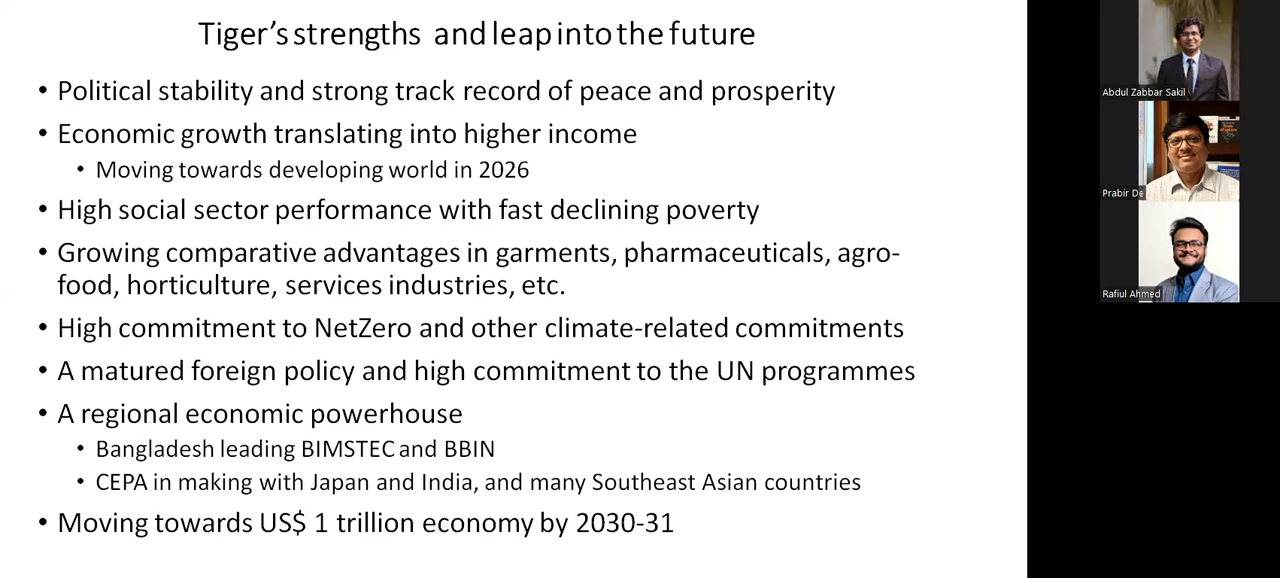 Tiger's strengths and leap into the future
• Political stability and strong track record of peace and prosperity
• Economic growth translating into higher income
• Moving towards developing world in 2026
• High social sector performance with fast declining poverty
• Growing comparative advantages in garments, pharmaceuticals, agro-
food, horticulture, services industries, etc.
• High commitment to NetZero and other climate-related commitments
• A matured foreign policy and high commitment to the UN programmes
• A regional economic powerhouse
• Bangladesh leading BIMSTEC and BBIN
• CEPA in making with Japan and India, and many Southeast Asian countries
• Moving towards US$ 1 trillion economy by 2030-31
Abdul Zabbar Sakil
Prabir De
Rafiul Ahmed